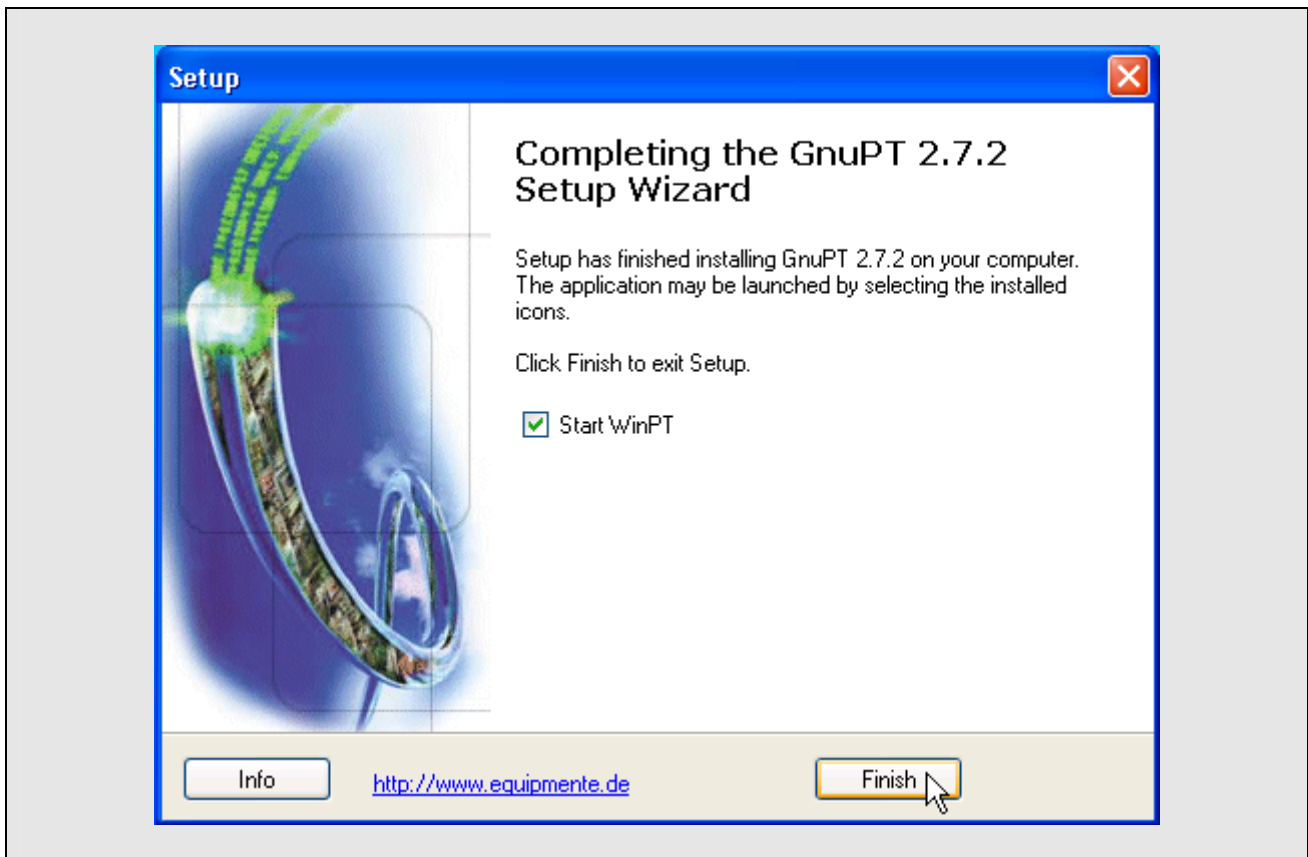 Setup
Completing the GnuPT 2.7.2
Setup Wizard
Setup has finished installing GnuPT 2.7.2 on your computer.
The application may be launched by selecting the installed
icons.
Click Finish to exit Setup.
Start WinPT
Info
http://www.equipmente.de
Finish